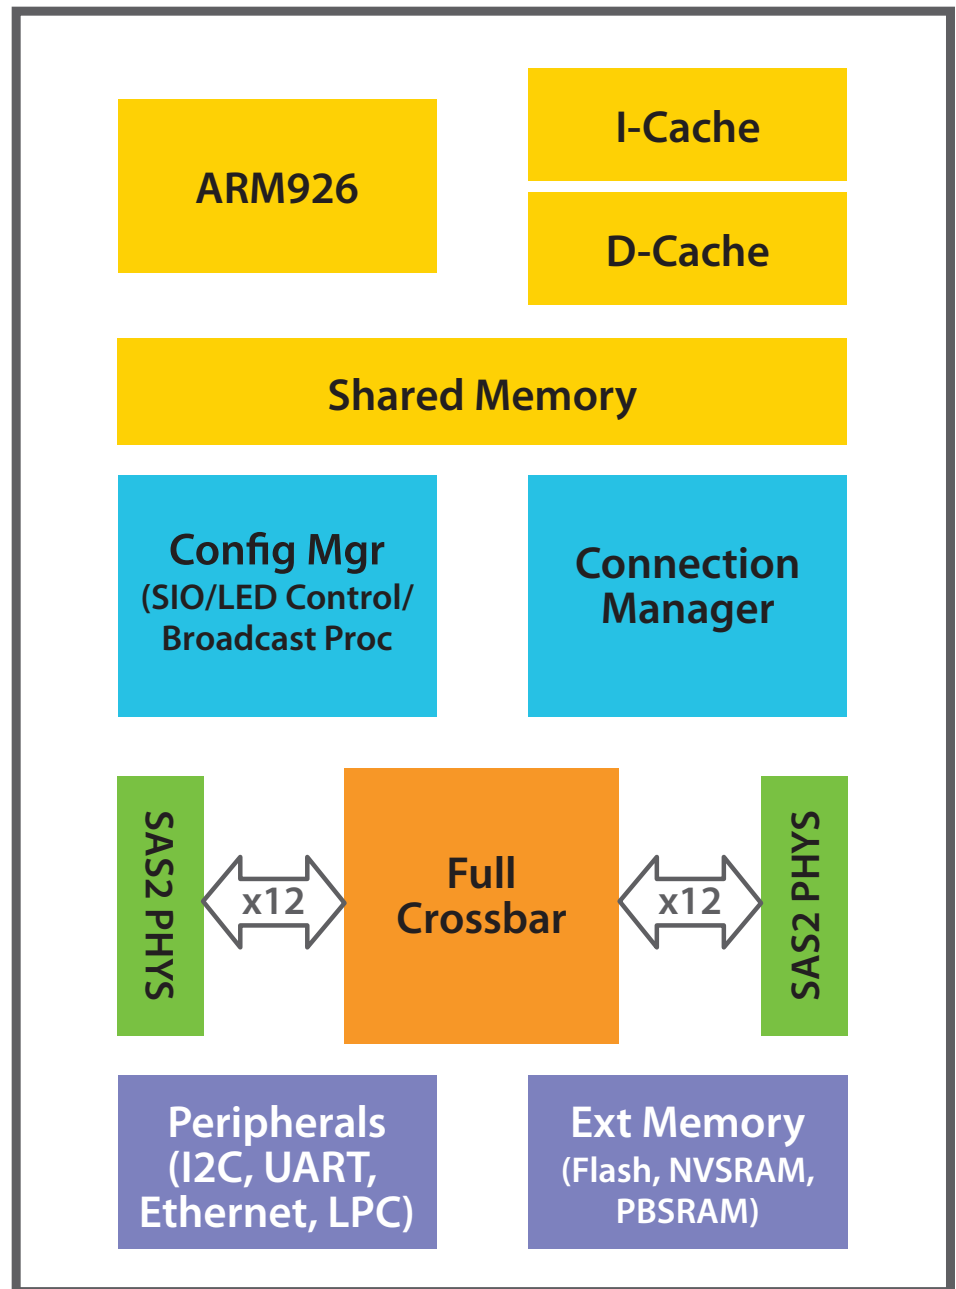 ARM926
I-Cache
D-Cache
Shared Memory
Config Mgr
(SIO/LED Control/
Broadcast Proc
Connection
Manager
SAS2 PHYS
x12
Full
Crossbar
x12
SAS2 PHYS
Peripherals
(I2C, UART,
Ethernet, LPC)
Ext Memory
(Flash, NVSRAM,
PBSRAM)